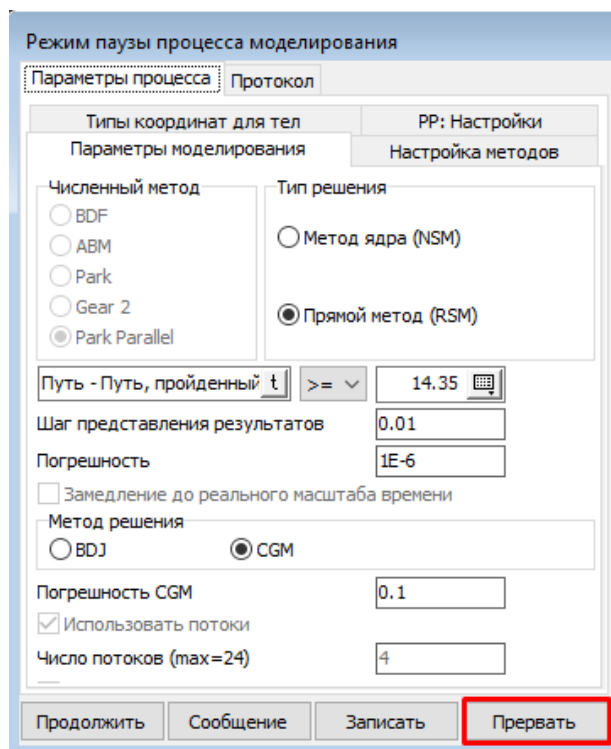 Режим паузы процесса моделирования
Параметры процесса Протокол
Типы координат для тел PP: Настройки
Параметры моделирования Настройка методов
Численный метод Тип решения
BDF
Метод ядра (NSM)
ABM
Park
Gear 2
Прямой метод (RSM)
Park Parallel
Путь - Путь, пройденный t >= 14.35
Шаг представления результатов 0.01
Погрешность 1E-6
Замедление до реального масштаба времени
Метод решения
BDJ CGM
Погрешность CGM 0.1
Использовать потоки
Число потоков (max=24) 4
Продолжить Сообщение Записать Прервать